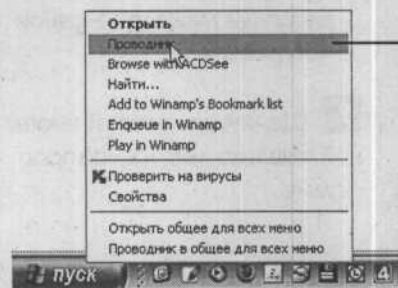 Открыть
Проводник
Browse with ACDSee
Найти...
Add to Winamp's Bookmark list
Enqueue in Winamp
Play in Winamp
Проверить на вирусы
Свойства
Открыть общее для всех меню
Проводник в общее для всех меню
пуск